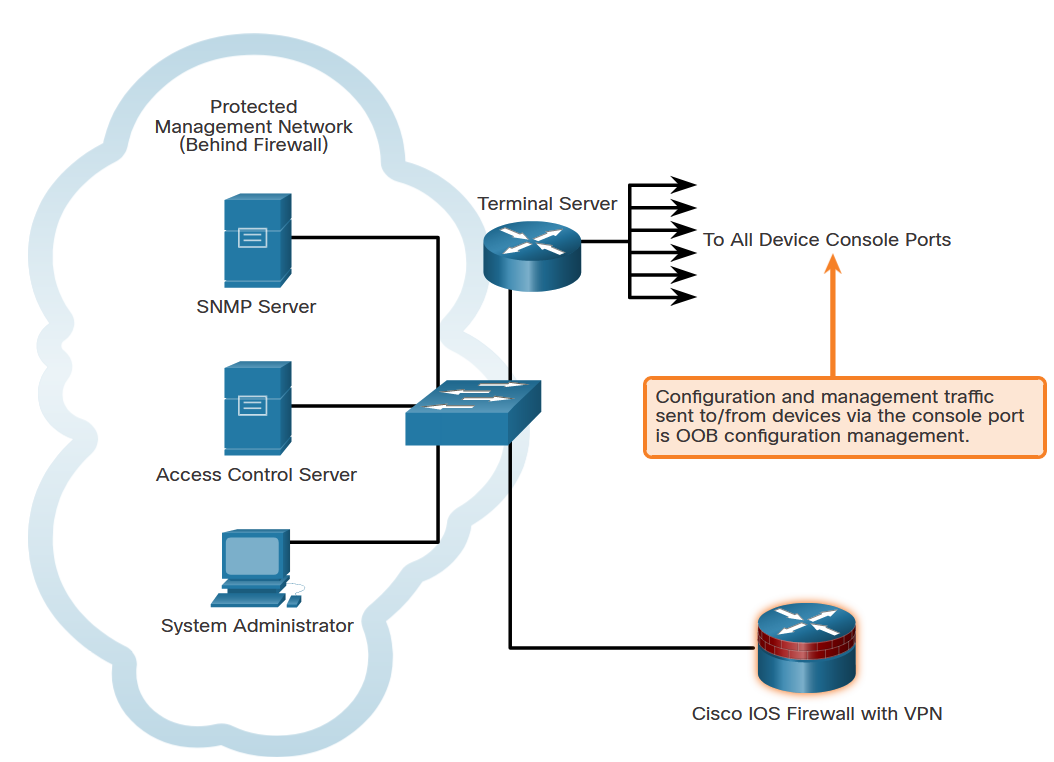 Protected
Management Network
(Behind Firewall)
SNMP Server
Access Control Server
System Administrator
Terminal Server
To All Device Console Ports
Configuration and management traffic
sent to/from devices via the console port
is OOB configuration management.
Cisco IOS Firewall with VPN